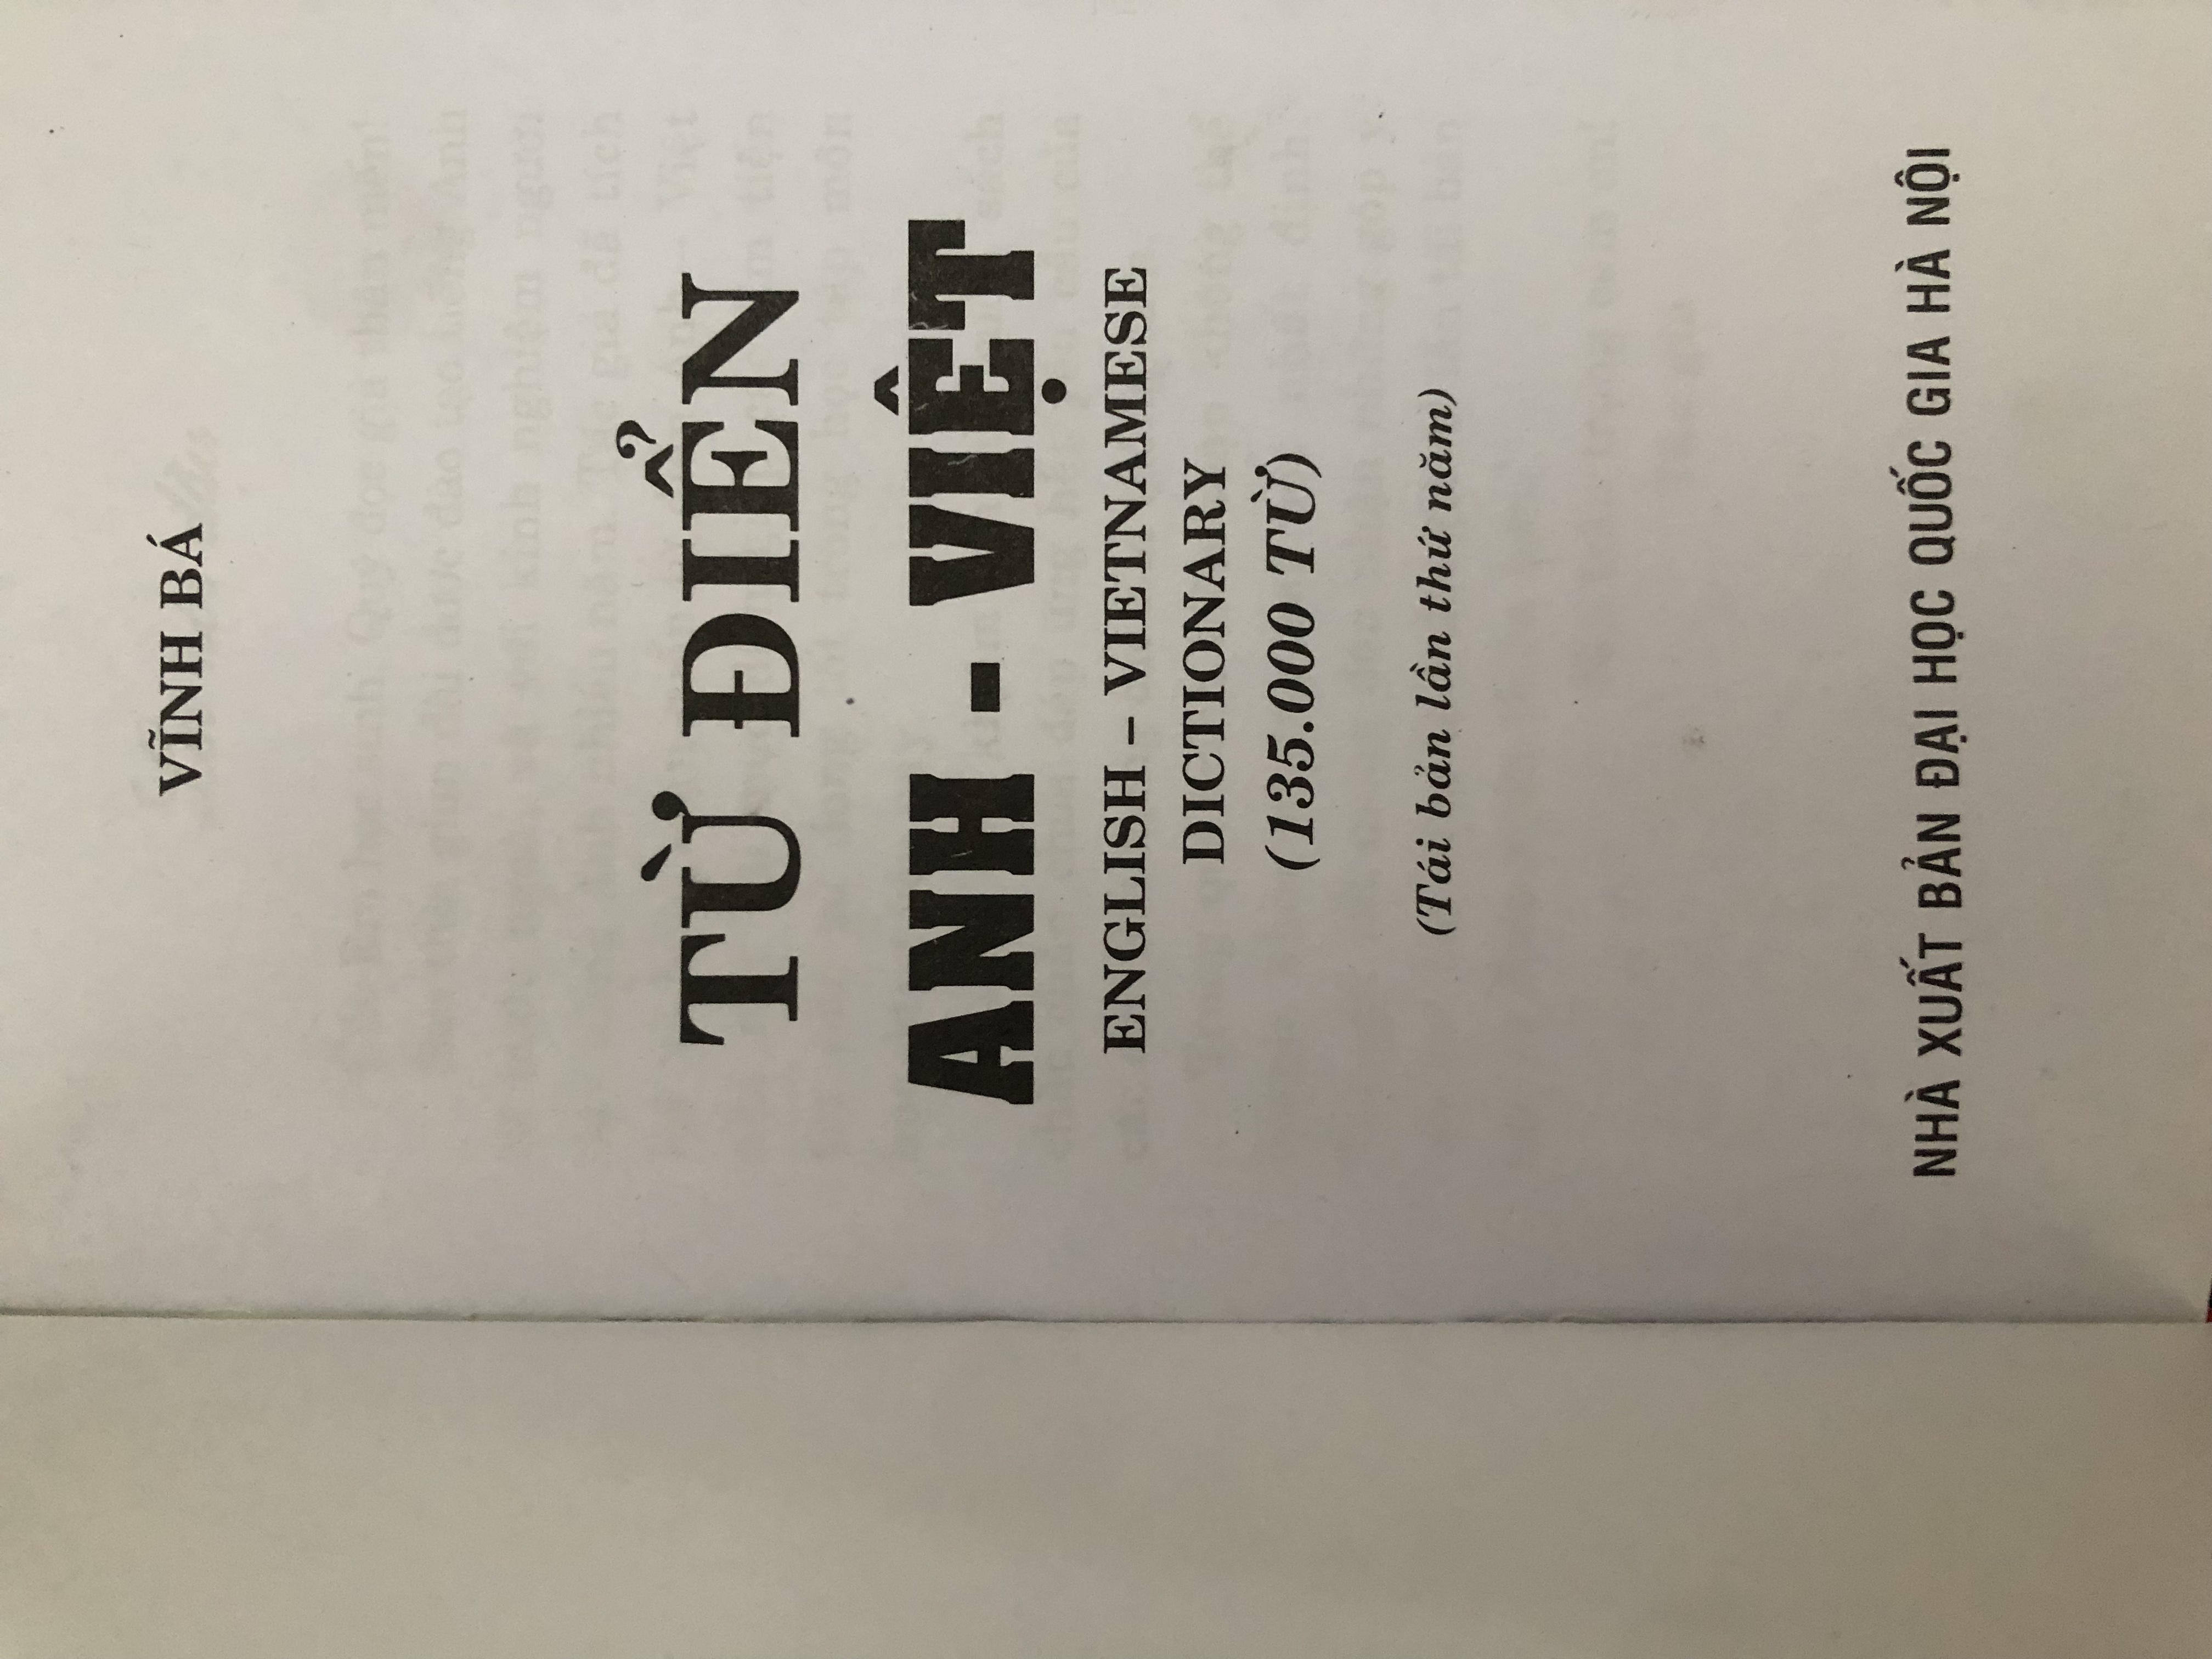 VĨNH BÁ
TỪ ĐIỂN
ANH - VIỆT
ENGLISH – VIETNAMESE
DICTIONARY
(135.000 TỪ)
(Tái bản lần thứ năm)
NHÀ XUẤT BẢN ĐẠI HỌC QUỐC GIA HÀ NỘI